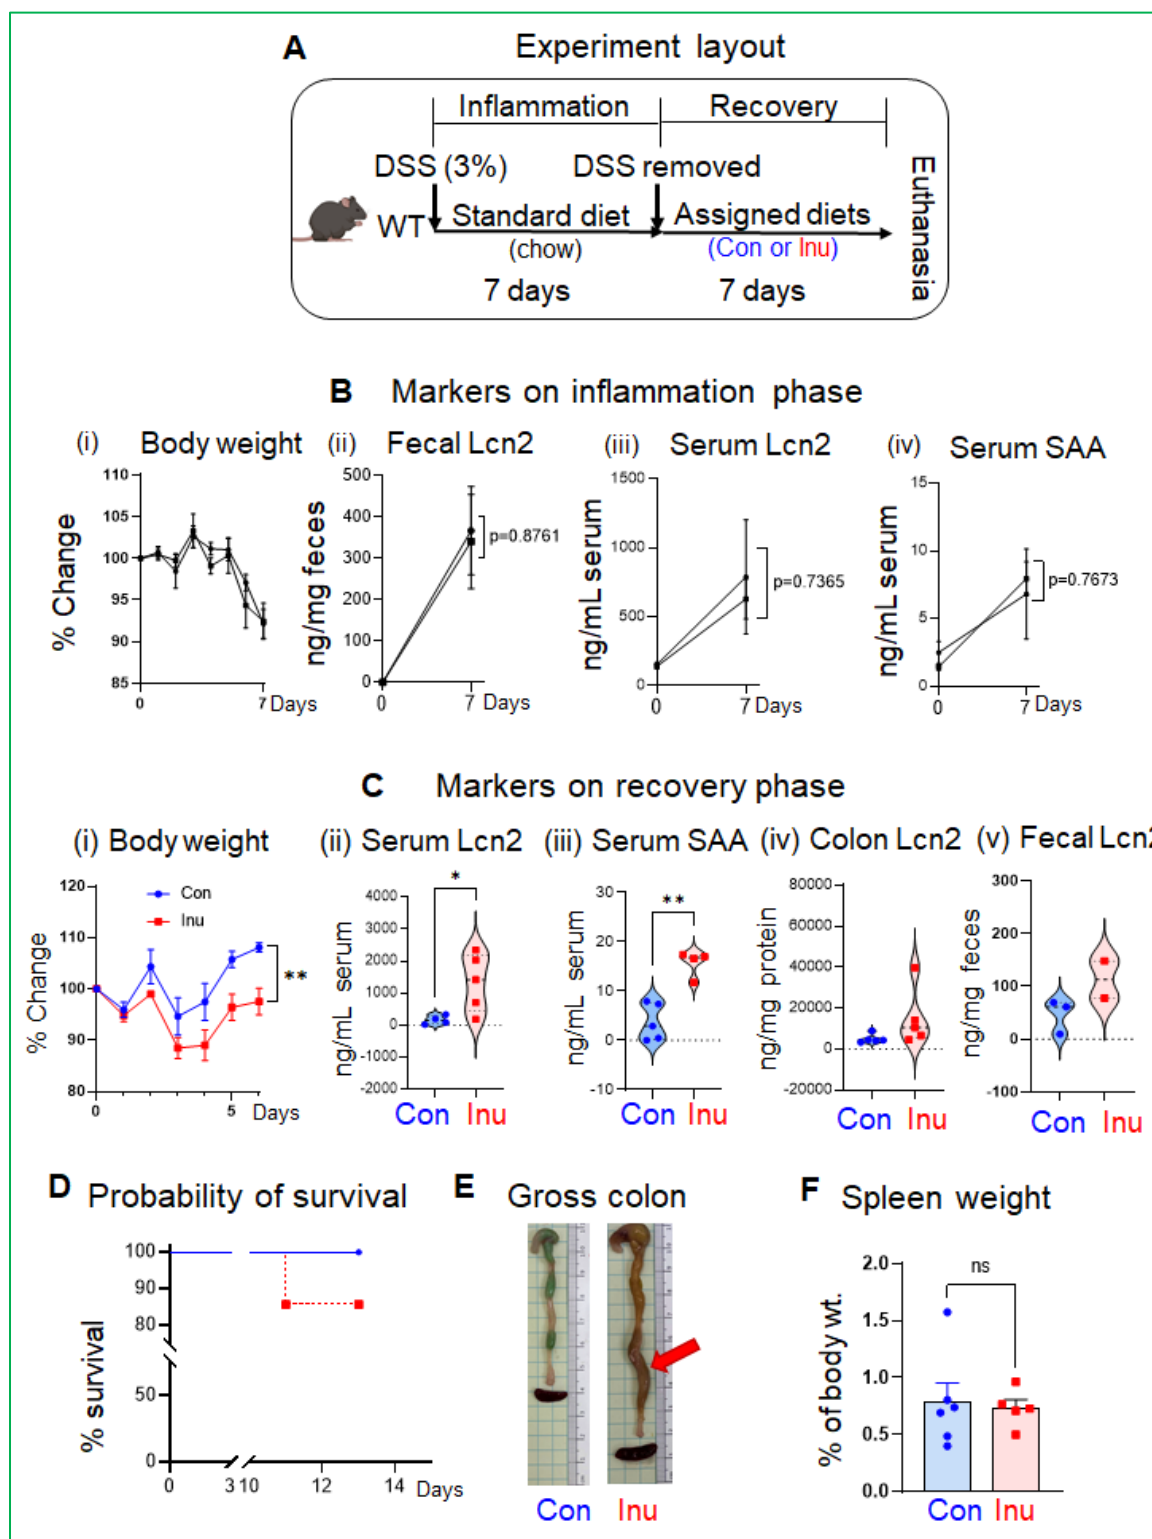 A Experiment layout
Inflammation Recovery
DSS (3%) DSS removed
WT Standard diet Assigned diets
(chow) (Con or Inu)
7 days 7 days
Euthanasia
B Markers on inflammation phase
(i) Body weight (ii) Fecal Lcn2 (iii) Serum Lcn2 (iv) Serum SAA
% Change
110
105
100
95
90
85
0 7 Days
ng/mg feces
500
400
300
200
100
0
p=0.8761
0 7 Days
ng/mL serum
1500
1000
500
0
p=0.7365
0 7 Days
ng/mL serum
15
10
5
0
p=0.7673
0 7 Days
C Markers on recovery phase
(i) Body weight (ii) Serum Lcn2 (iii) Serum SAA (iv) Colon Lcn2 (v) Fecal Lcn2
% Change
120
110
100
90
80
Con
Inu
**
0 5 Days
ng/mL serum
4000
3000
2000
1000
0
-1000
-2000
*
Con Inu
ng/mL serum
30
20
10
0
-10
**
Con Inu
ng/mg protein
80000
60000
40000
20000
0
-20000
Con Inu
ng/mg feces
300
200
100
0
-100
Con Inu
D Probability of survival E Gross colon F Spleen weight
% survival
100
90
80
50
0
0 3 10 12 14 Days
Con Inu
% of body wt.
2.0
1.5
1.0
0.5
0.0
ns
Con Inu